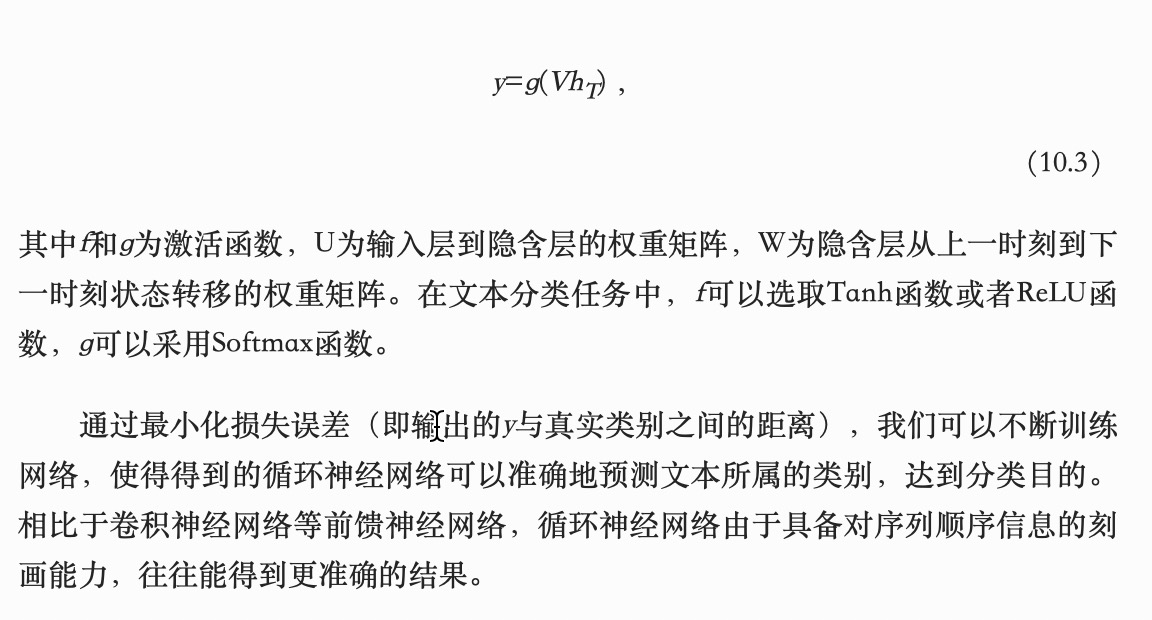 y=g(Vh_T)，
（10.3）
其中f和g为激活函数，U为输入层到隐含层的权重矩阵，W为隐含层从上一时刻到下
一时刻状态转移的权重矩阵。在文本分类任务中，f可以选取Tanh函数或者ReLU函
数，g可以采用Softmax函数。
通过最小化损失误差（即输出的y与真实类别之间的距离），我们可以不断训练
网络，使得得到的循环神经网络可以准确地预测文本所属的类别，达到分类目的。
相比于卷积神经网络等前馈神经网络，循环神经网络由于具备对序列顺序信息的刻
画能力，往往能得到更准确的结果。